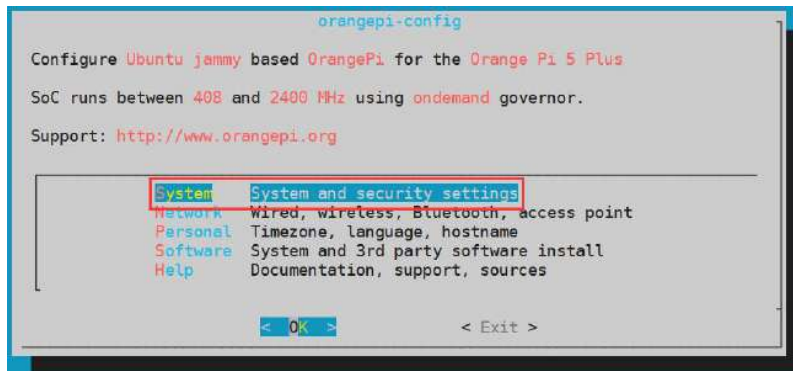 orangepi-config
Configure Ubuntu jammy based OrangePi for the Orange Pi 5 Plus
SoC runs between 408 and 2400 MHz using ondemand governor.
Support: http://www.orangepi.org
System System and security settings
Network Wired, wireless, Bluetooth, access point
Personal Timezone, language, hostname
Software System and 3rd party software install
Help Documentation, support, sources
< OK > < Exit >